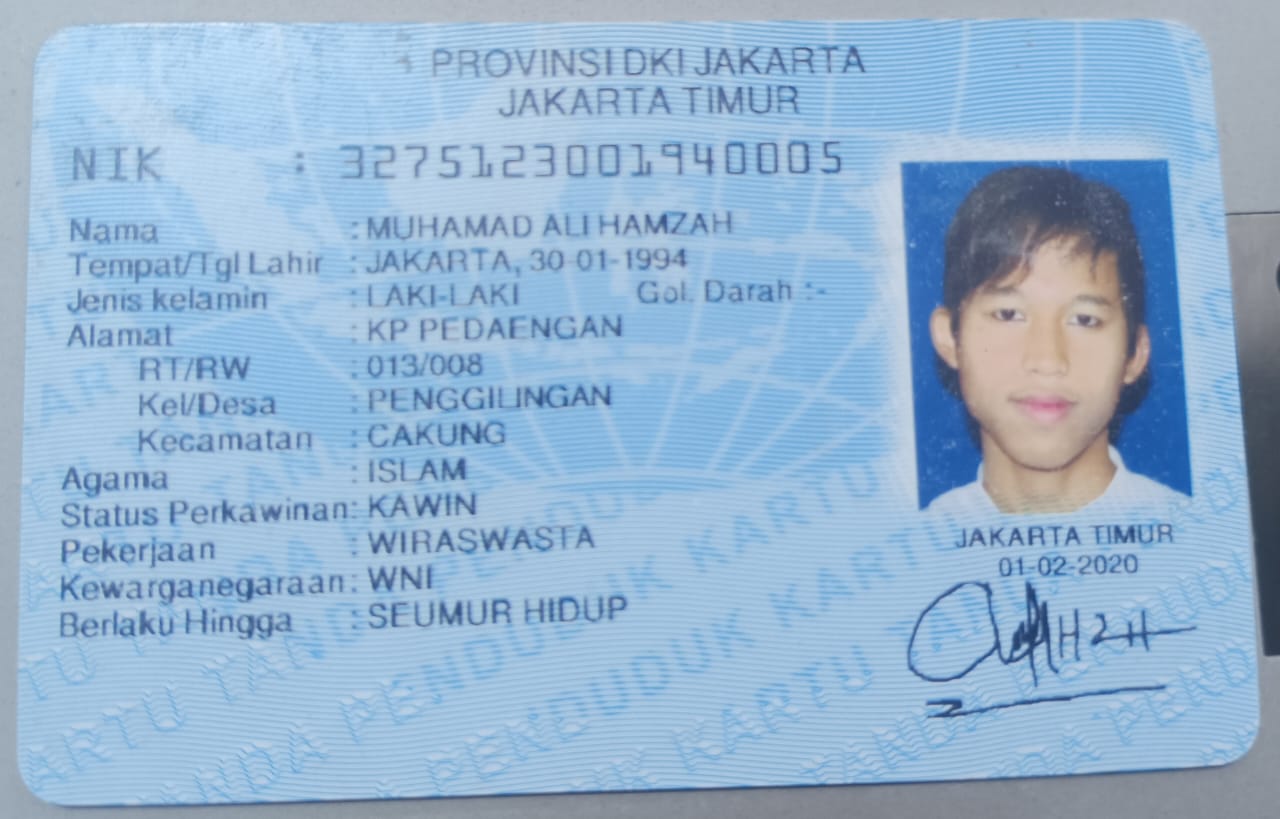 PROVINSI DKI JAKARTA
JAKARTA TIMUR
NIK : 3275123001940005
Nama : MUHAMAD ALI HAMZAH
Tempat/Tgl Lahir : JAKARTA, 30-01-1994
Jenis kelamin : LAKI-LAKI Gol. Darah :-
Alamat : KP PEDAENGAN
RT/RW : 013/008
Kel/Desa : PENGGILINGAN
Kecamatan : CAKUNG
Agama : ISLAM
Status Perkawinan: KAWIN
Pekerjaan : WIRASWASTA
Kewarganegaraan: WNI
Berlaku Hingga : SEUMUR HIDUP
JAKARTA TIMUR
01-02-2020